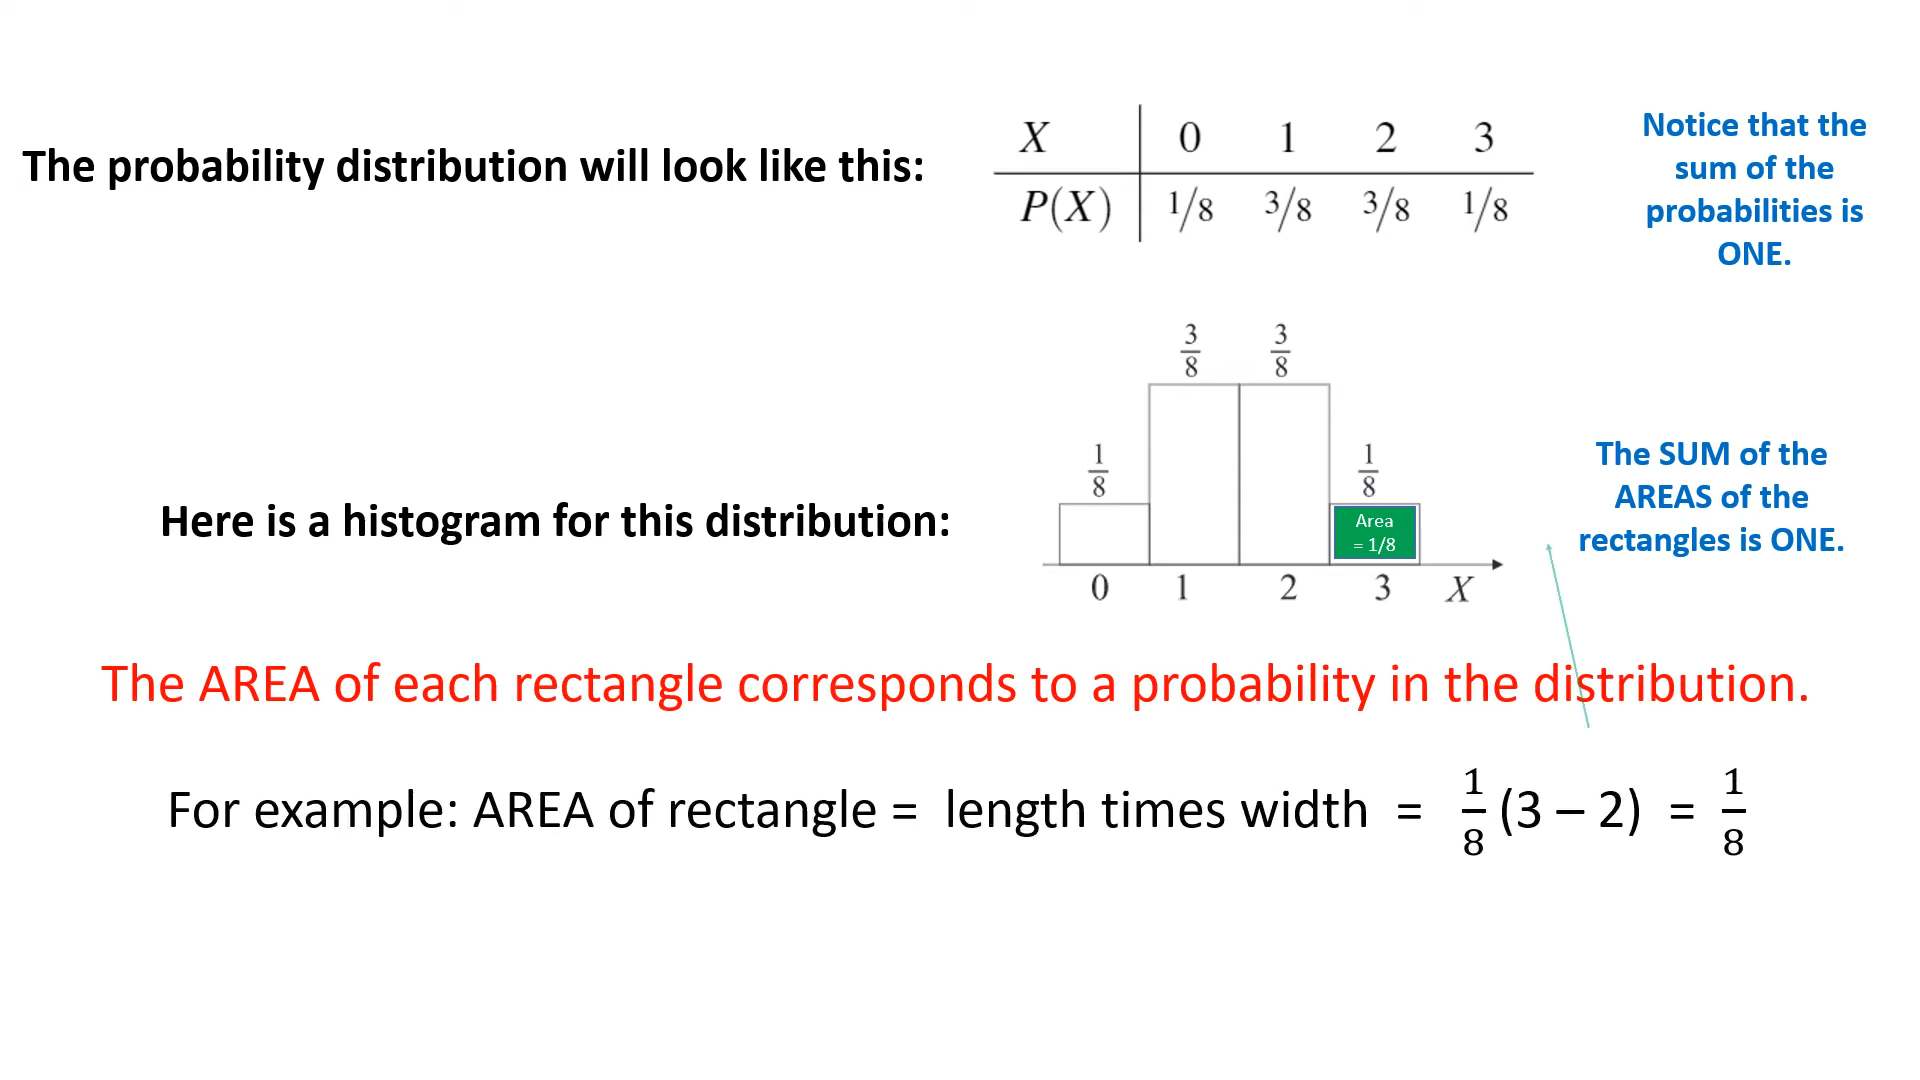 The probability distribution will look like this:
X 0 1 2 3
P(X) 1/8 3/8 3/8 1/8
Notice that the
sum of the
probabilities is
ONE.
3/8 3/8
1/8 1/8
Area
= 1/8
0 1 2 3 X
Here is a histogram for this distribution:
The SUM of the
AREAS of the
rectangles is ONE.
The AREA of each rectangle corresponds to a probability in the distribution.
For example: AREA of rectangle = length times width = 1/8 (3 – 2) = 1/8